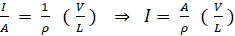 I/A = 1/ρ (V/L) ⇒ I = A/ρ (V/L)